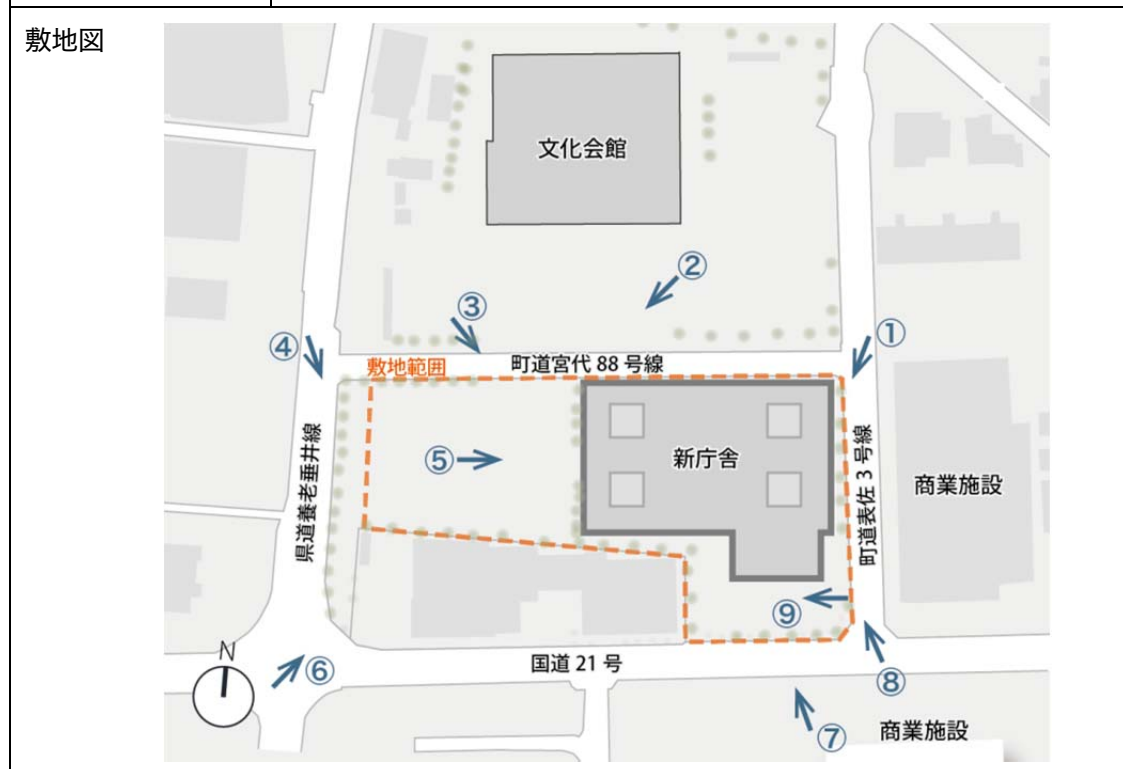 敷地図
文化会館
②
③
①
④
敷地範囲
町道宮代 88 号線
県道養老垂井線
⑤
新庁舎
町道表佐 3 号線
商業施設
⑨
国道 21 号
N
⑥
⑧
⑦
商業施設